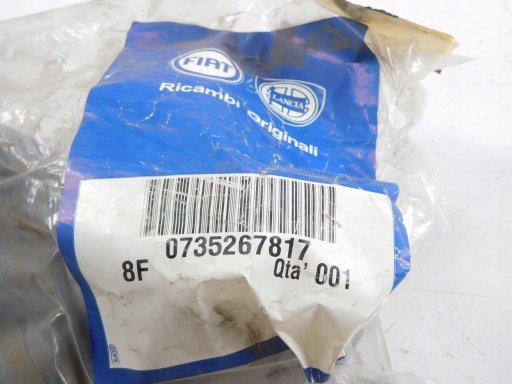 FIAT
LANCIA
Ricambi Originali
0735267817
8F Qta' 001